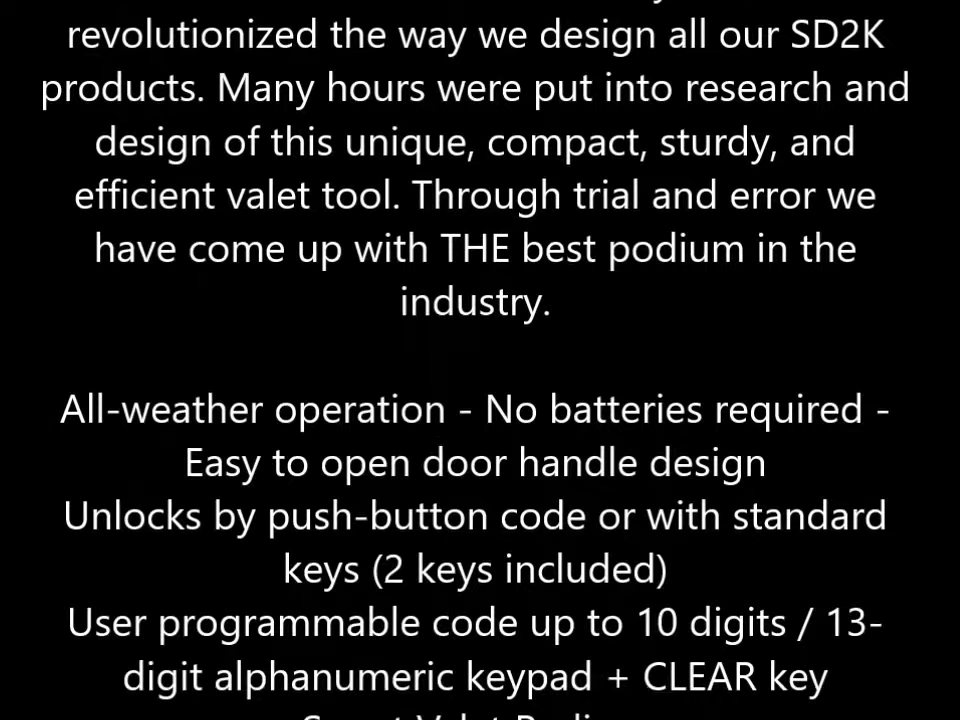 revolutionized the way we design all our SD2K
products. Many hours were put into research and
design of this unique, compact, sturdy, and
efficient valet tool. Through trial and error we
have come up with THE best podium in the
industry.
All-weather operation - No batteries required -
Easy to open door handle design
Unlocks by push-button code or with standard
keys (2 keys included)
User programmable code up to 10 digits / 13-
digit alphanumeric keypad + CLEAR key